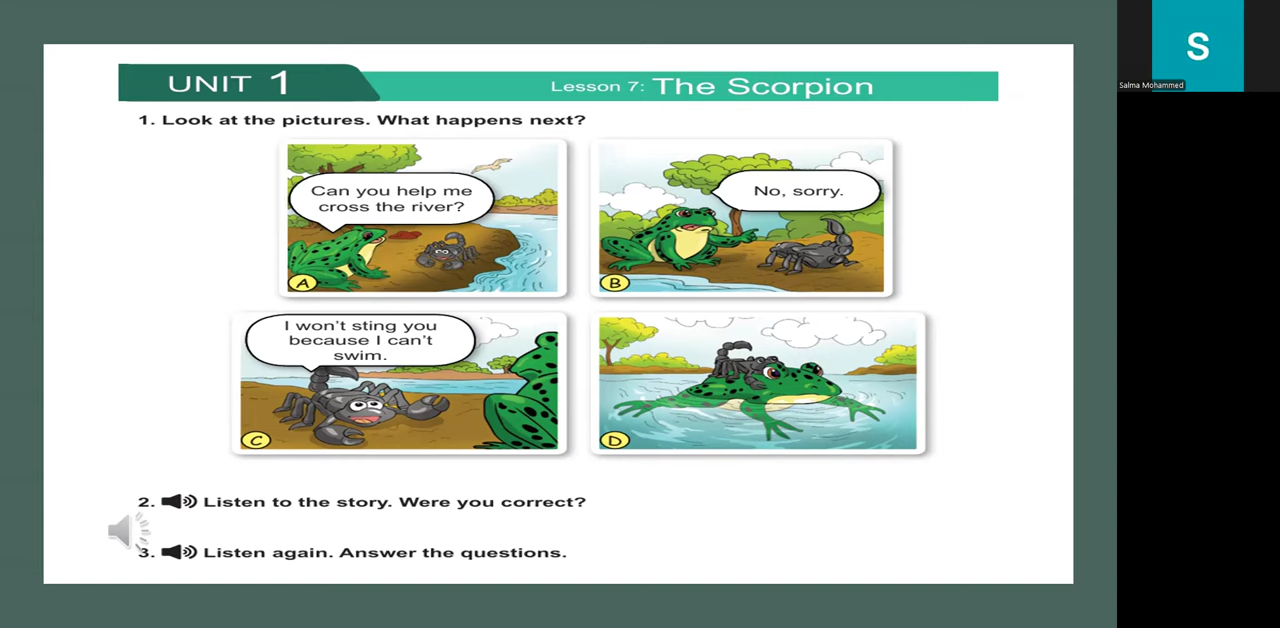 S
Salma Mohammed
UNIT 1
Lesson 7: The Scorpion
1. Look at the pictures. What happens next?
Can you help me
cross the river?
A
No, sorry.
B
I won't sting you
because I can't
swim.
C
D
2. Listen to the story. Were you correct?
3. Listen again. Answer the questions.